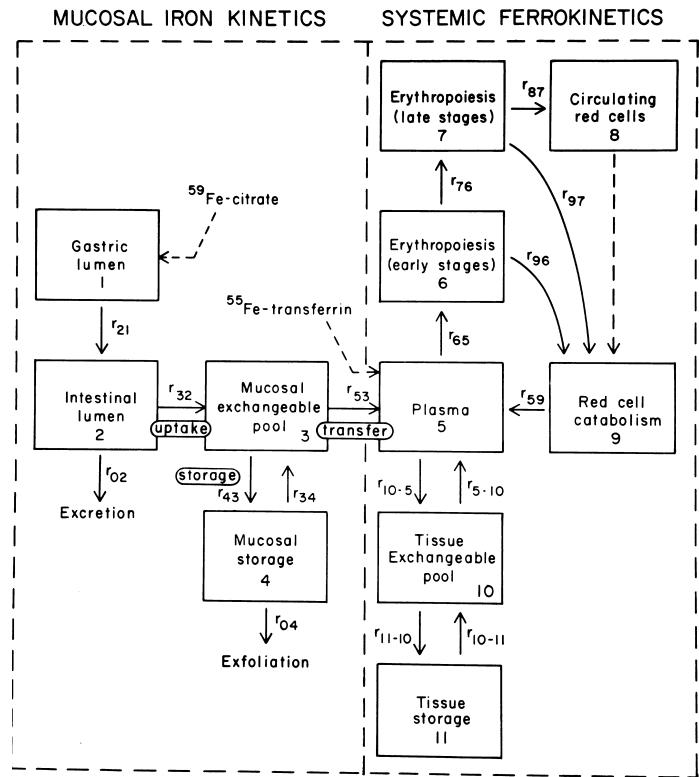 MUCOSAL IRON KINETICS
SYSTEMIC FERROKINETICS
59Fe-citrate
Gastric
lumen
1
r21
Intestinal
lumen
2
r32
uptake
r02
Excretion
Mucosal
exchangeable
pool
3
r53
transfer
storage
r43
r34
Mucosal
storage
4
r04
Exfoliation
55Fe-transferrin
Erythropoiesis
(late stages)
7
r87
Circulating
red cells
8
r76
r97
Erythropoiesis
(early stages)
6
r96
r65
Plasma
5
r59
Red cell
catabolism
9
r10-5
r5-10
Tissue
Exchangeable
pool
10
r11-10
r10-11
Tissue
storage
11